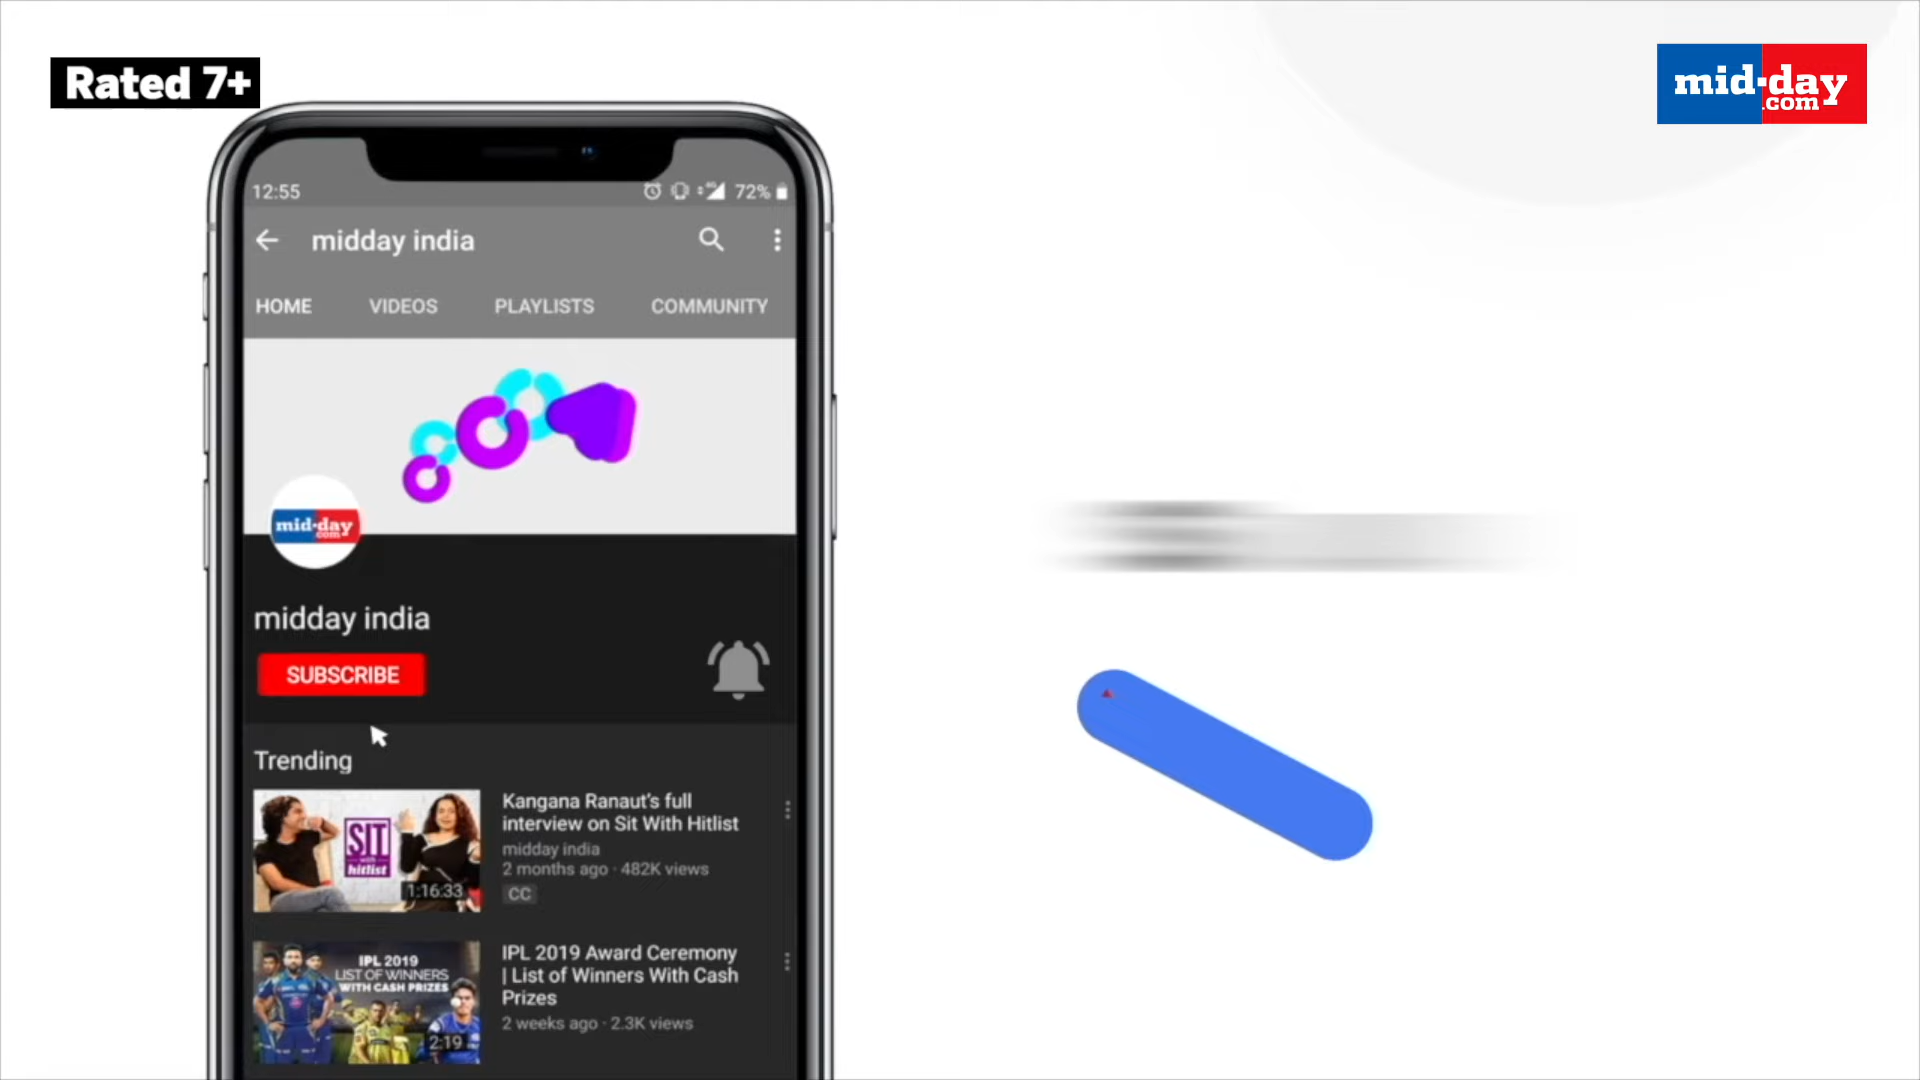 Rated 7+
mid-day
.com
12:55
72%
midday india
HOME VIDEOS PLAYLISTS COMMUNITY
mid-day
.com
midday india
SUBSCRIBE
Trending
SIT
with
hitlist
1:16:33
Kangana Ranaut's full
interview on Sit With Hitlist
midday india
2 months ago · 482K views
CC
IPL 2019
LIST OF WINNERS
WITH CASH PRIZES
2:19
IPL 2019 Award Ceremony
| List of Winners With Cash
Prizes
2 weeks ago · 2.3K views